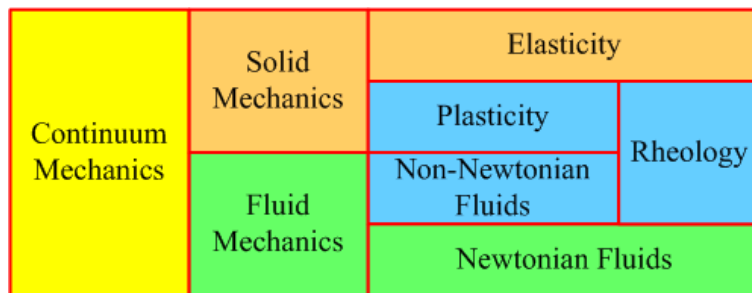 Continuum
Mechanics
Solid
Mechanics
Elasticity
Plasticity
Rheology
Fluid
Mechanics
Non-Newtonian
Fluids
Newtonian Fluids